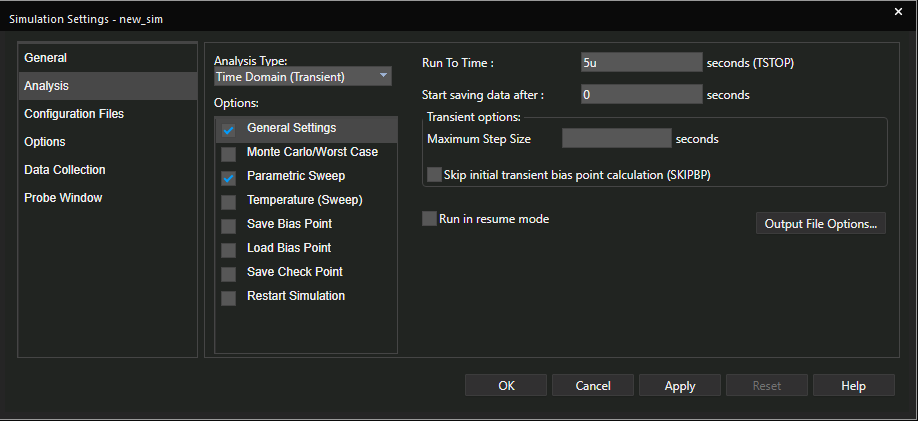 Simulation Settings - new_sim
×
General
Analysis
Configuration Files
Options
Data Collection
Probe Window
Analysis Type:
Time Domain (Transient)
Options:
General Settings
Monte Carlo/Worst Case
Parametric Sweep
Temperature (Sweep)
Save Bias Point
Load Bias Point
Save Check Point
Restart Simulation
Run To Time : 5u seconds (TSTOP)
Start saving data after : 0 seconds
Transient options:
Maximum Step Size seconds
Skip initial transient bias point calculation (SKIPBP)
Run in resume mode
Output File Options...
OK Cancel Apply Reset Help